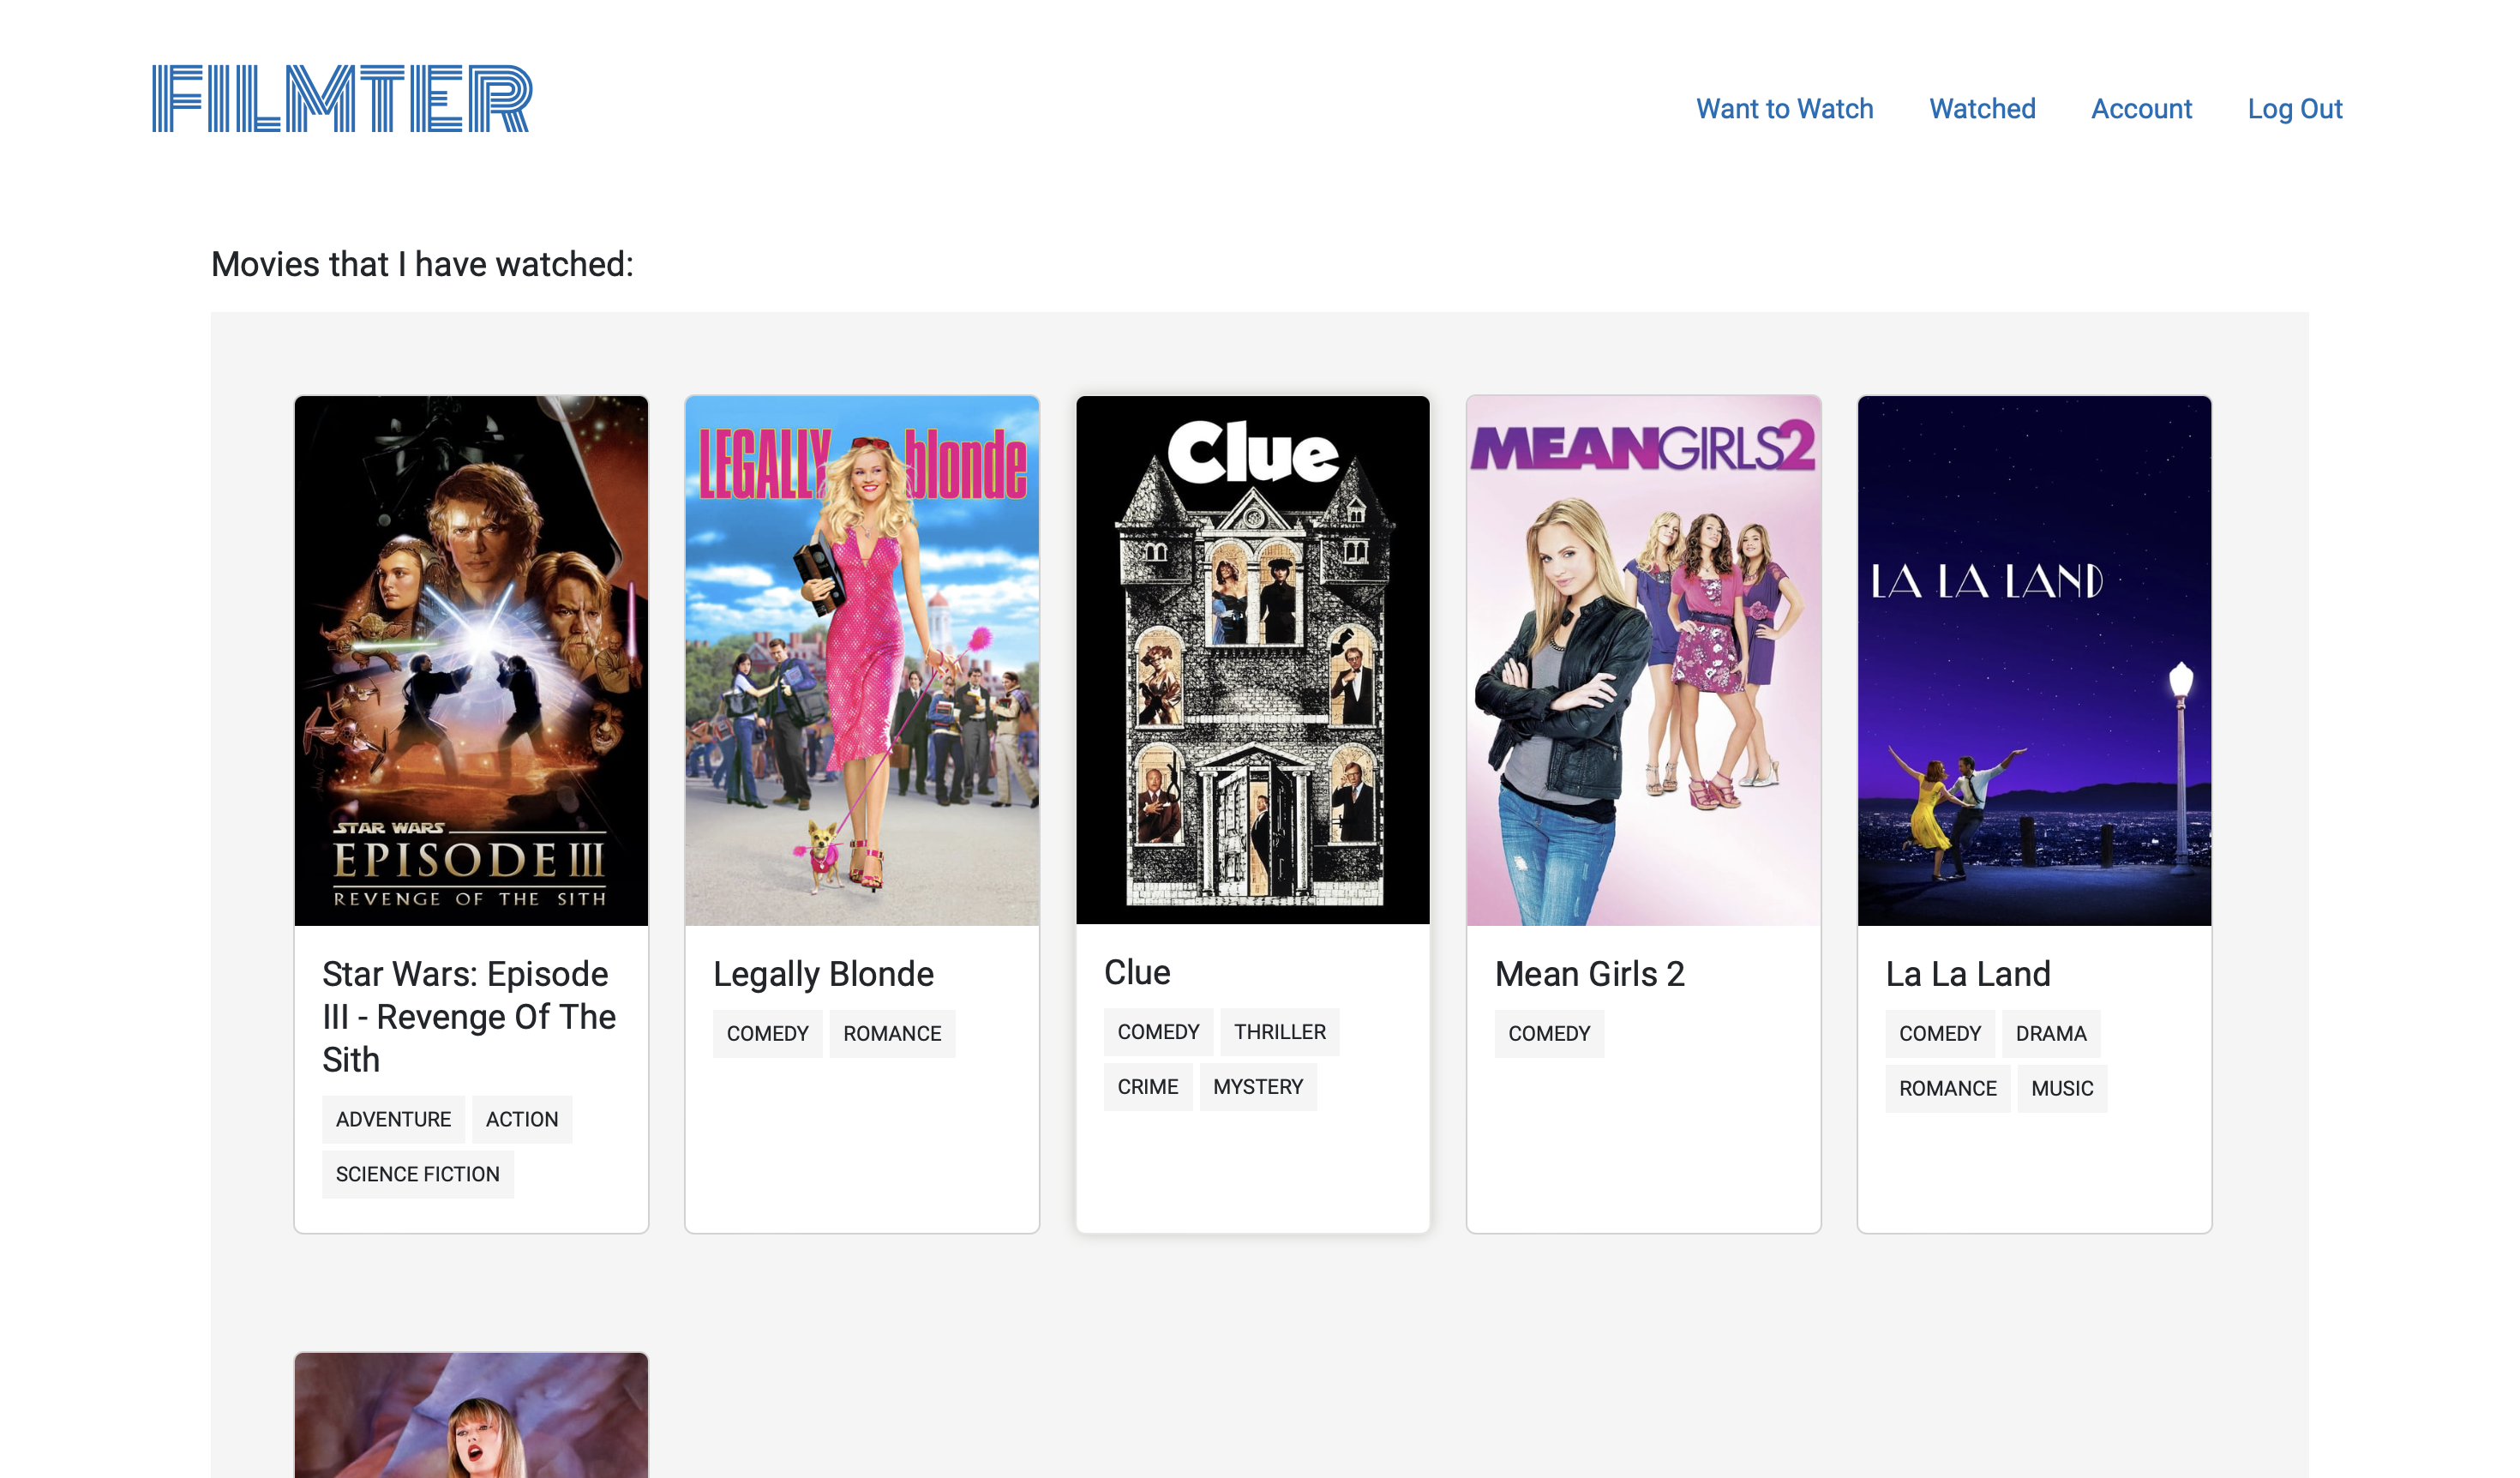 FILMTER
Want to Watch Watched Account Log Out
Movies that I have watched:
STAR WARS
EPISODE III
REVENGE OF THE SITH
LEGALLY blonde
Clue
MEANGIRLS2
LA LA LAND
Star Wars: Episode
III - Revenge Of The
Sith
ADVENTURE ACTION
SCIENCE FICTION
Legally Blonde
COMEDY ROMANCE
Clue
COMEDY THRILLER
CRIME MYSTERY
Mean Girls 2
COMEDY
La La Land
COMEDY DRAMA
ROMANCE MUSIC